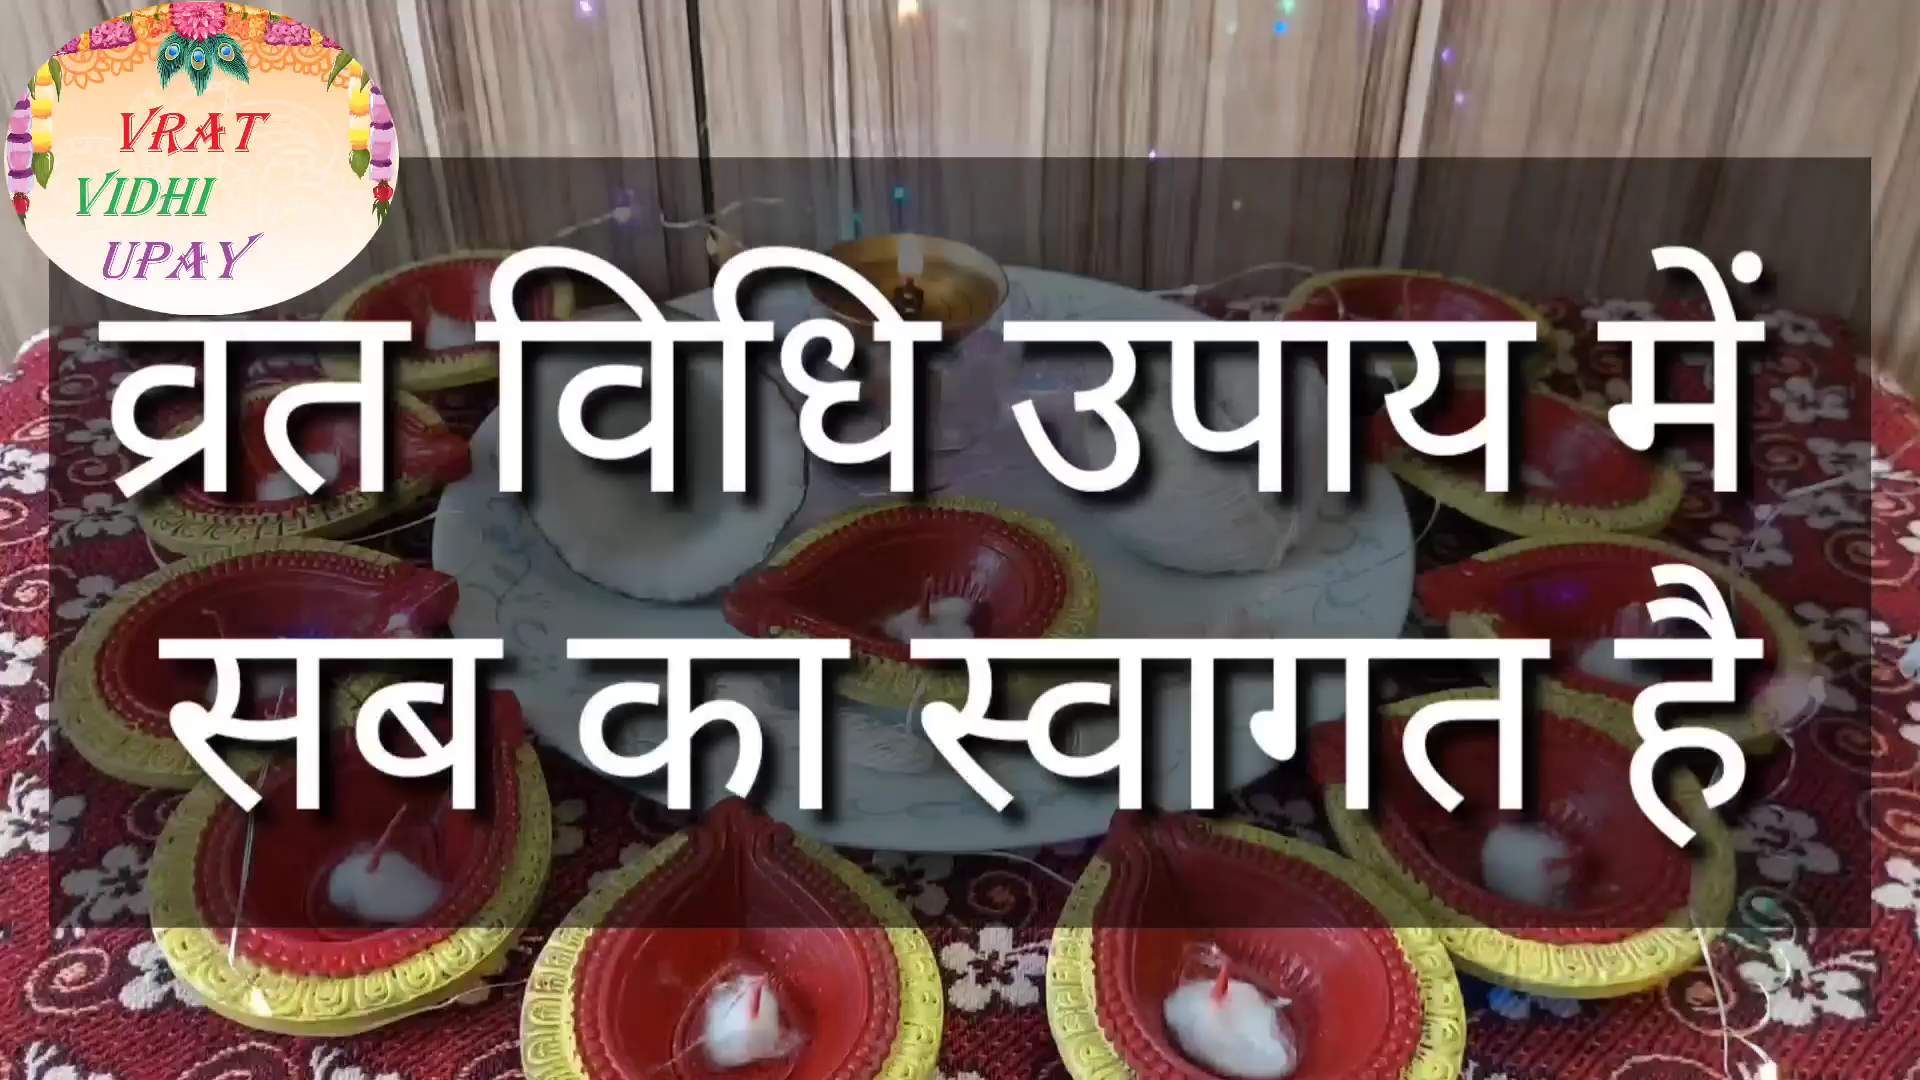 VRAT
VIDHI
UPAY
व्रत विधि उपाय में
सब का स्वागत है